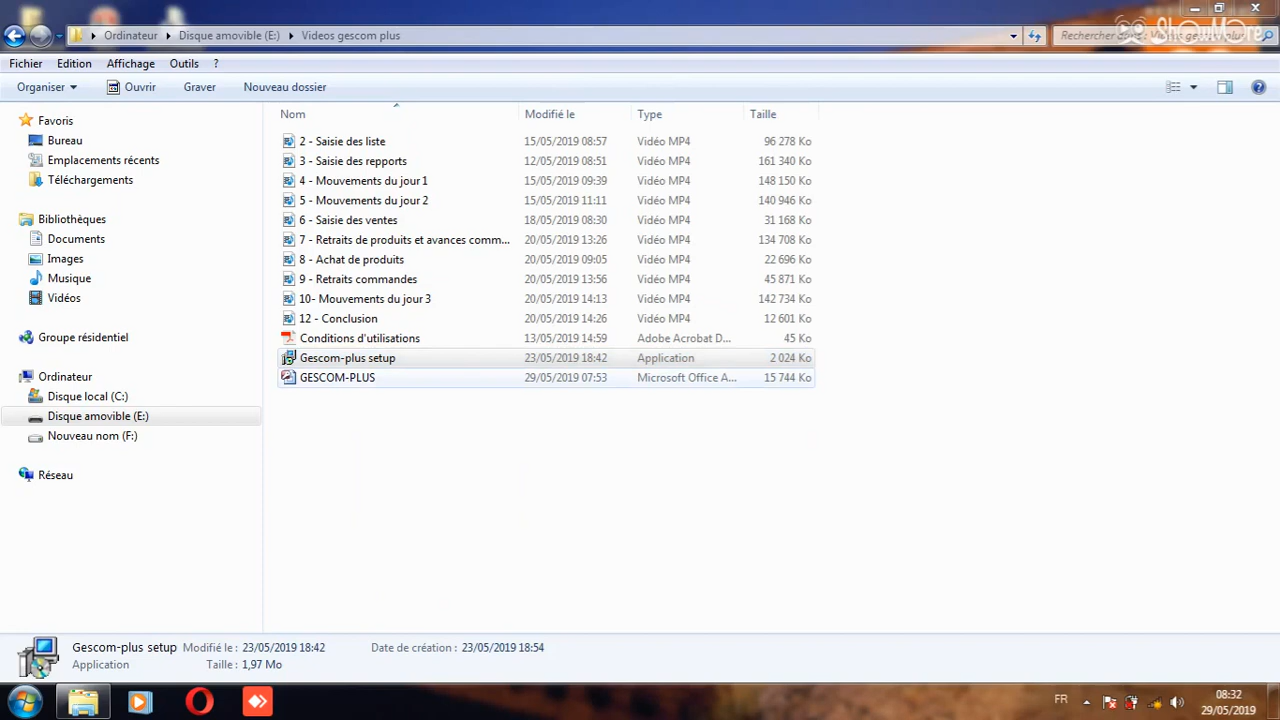 ShowMore
Ordinateur Disque amovible (E:) Videos gescom plus
Fichier Edition Affichage Outils ?
Organiser Ouvrir Graver Nouveau dossier
Nom Modifié le Type Taille
Favoris
Bureau
Emplacements récents
Téléchargements
Bibliothèques
Documents
Images
Musique
Vidéos
Groupe résidentiel
Ordinateur
Disque local (C:)
Disque amovible (E:)
Nouveau nom (F:)
Réseau
2 - Saisie des liste 15/05/2019 08:57 Vidéo MP4 96 278 Ko
3 - Saisie des repports 12/05/2019 08:51 Vidéo MP4 161 340 Ko
4 - Mouvements du jour 1 15/05/2019 09:39 Vidéo MP4 148 150 Ko
5 - Mouvements du jour 2 15/05/2019 11:11 Vidéo MP4 140 946 Ko
6 - Saisie des ventes 18/05/2019 08:30 Vidéo MP4 31 168 Ko
7 - Retraits de produits et avances comm... 20/05/2019 13:26 Vidéo MP4 134 708 Ko
8 - Achat de produits 20/05/2019 09:05 Vidéo MP4 22 696 Ko
9 - Retraits commandes 20/05/2019 13:56 Vidéo MP4 45 871 Ko
10- Mouvements du jour 3 20/05/2019 14:13 Vidéo MP4 142 734 Ko
12 - Conclusion 20/05/2019 14:26 Vidéo MP4 12 601 Ko
Conditions d'utilisations 13/05/2019 14:59 Adobe Acrobat D... 45 Ko
Gescom-plus setup 23/05/2019 18:42 Application 2 024 Ko
GESCOM-PLUS 29/05/2019 07:53 Microsoft Office A... 15 744 Ko
Gescom-plus setup Modifié le : 23/05/2019 18:42 Date de création : 23/05/2019 18:54
Application Taille : 1,97 Mo
FR
08:32
29/05/2019